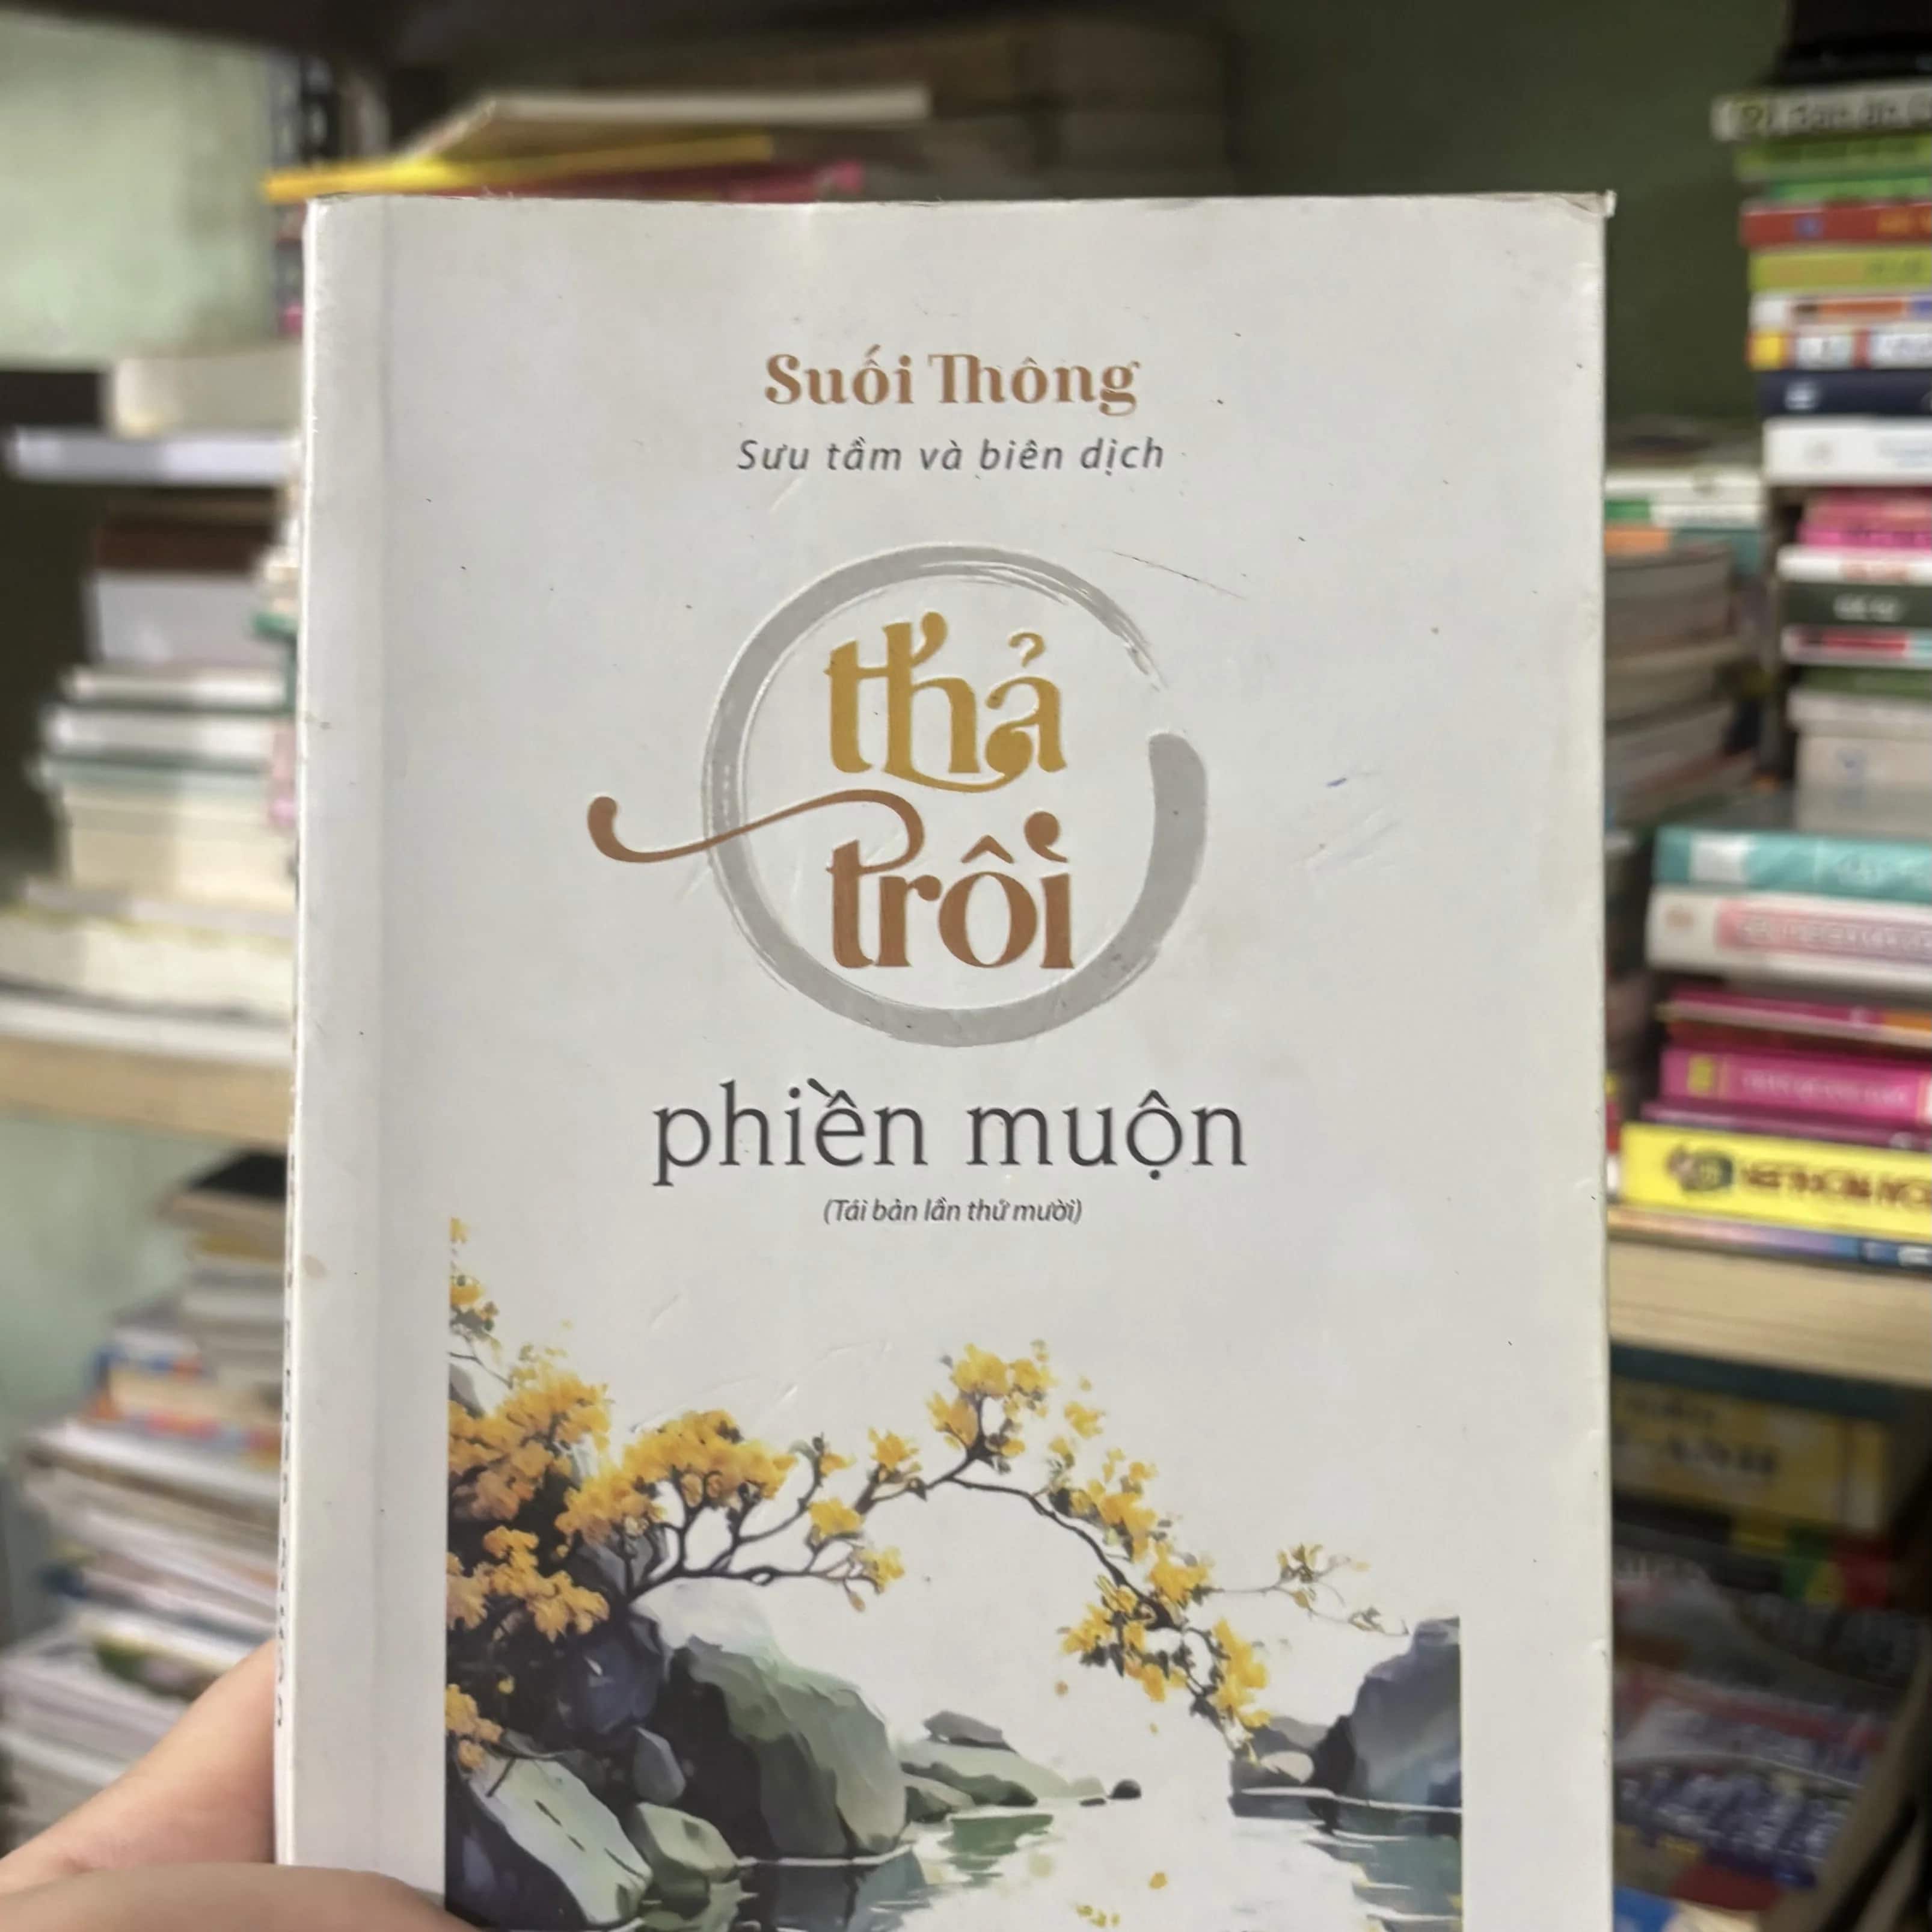 Suối Thông
Sưu tầm và biên dịch
thả
trôi
phiền muộn
(Tái bản lần thứ mười)